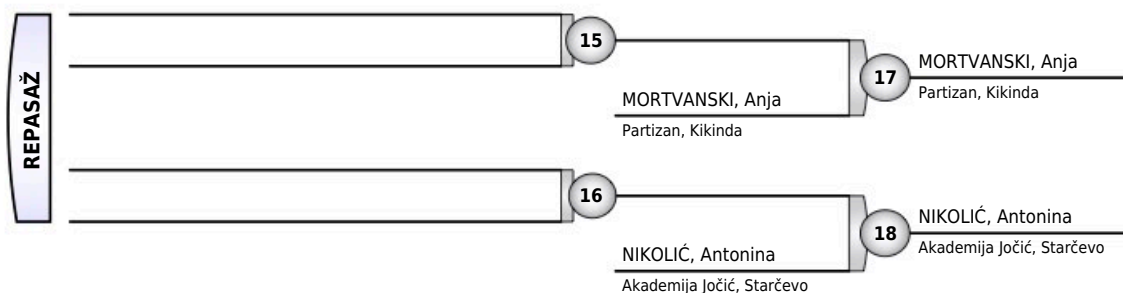 REPASAŽ
15
MORTVANSKI, Anja
Partizan, Kikinda
17
MORTVANSKI, Anja
Partizan, Kikinda
16
NIKOLIĆ, Antonina
Akademija Jočić, Starčevo
18
NIKOLIĆ, Antonina
Akademija Jočić, Starčevo